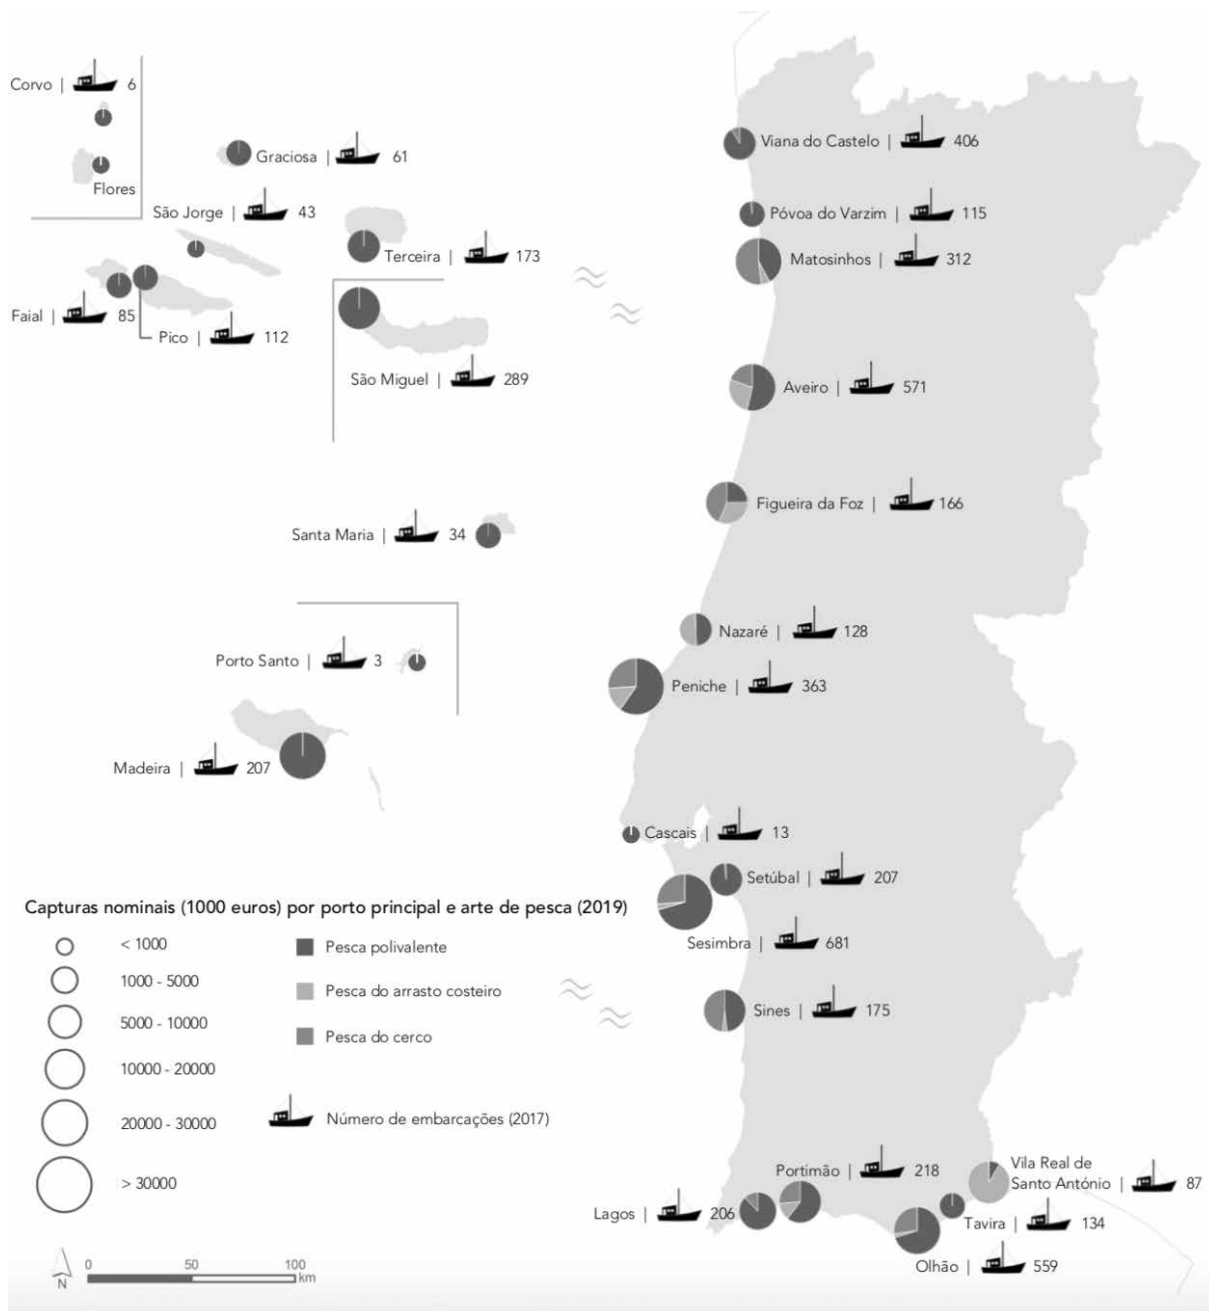 Corvo | 6
Flores
Graciosa | 61
São Jorge | 43
Terceira | 173
Faial | 85
Pico | 112
São Miguel | 289
Santa Maria | 34
Porto Santo | 3
Madeira | 207
Viana do Castelo | 406
Póvoa do Varzim | 115
Matosinhos | 312
Aveiro | 571
Figueira da Foz | 166
Nazaré | 128
Peniche | 363
Cascais | 13
Setúbal | 207
Sesimbra | 681
Sines | 175
Portimão | 218
Vila Real de
Santo António | 87
Lagos | 206
Tavira | 134
Olhão | 559
Capturas nominais (1000 euros) por porto principal e arte de pesca (2019)
< 1000
1000 - 5000
5000 - 10000
10000 - 20000
20000 - 30000
> 30000
Pesca polivalente
Pesca do arrasto costeiro
Pesca do cerco
Número de embarcações (2017)
N
0 50 100
km